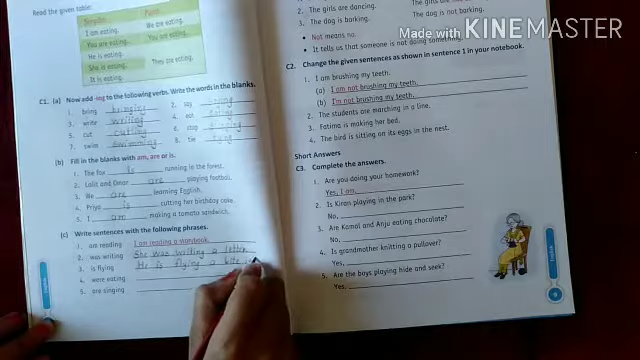 Read the given table:
Singular Plural
I am eating. We are eating.
You are eating. You are eating.
He is eating.
She is eating. They are eating.
It is eating.
C1. (a) Now add -ing to the following verbs. Write the words in the blanks.
1. bring bringing 2. say saying
3. write writing 4. eat eating
5. cut cutting 6. stop
7. swim swimming 8. tie
(b) Fill in the blanks with am, are or is.
1. The fox is running in the forest.
2. Lalit and Omar are playing football.
3. We are learning English.
4. Priya is cutting her birthday cake.
5. I making a tomato sandwich.
(c) Write sentences with the following phrases.
1. am reading I am reading a storybook.
2. was writing She was writing a letter.
3. is flying He is flying a kite
4. were eating
5. are singing
2. The girls are dancing. The girls are
3. The dog is barking. The dog is not barking.
• Not means no.
• It tells us that someone is not doing something.
Made with KINEMASTER
C2. Change the given sentences as shown in sentence 1 in your notebook.
1. I am brushing my teeth.
(a) I am not brushing my teeth.
(b) I'm not brushing my teeth.
2. The students are marching in a line.
3. Fatima is making her bed.
4. The bird is sitting on its eggs in the nest.
Short Answers
C3. Complete the answers.
1. Are you doing your homework?
Yes, I am.
2. Is Kiran playing in the park?
No,
3. Are Kamal and Anju eating chocolate?
No,
4. Is grandmother knitting a pullover?
Yes,
5. Are the boys playing hide and seek?
Yes,
9